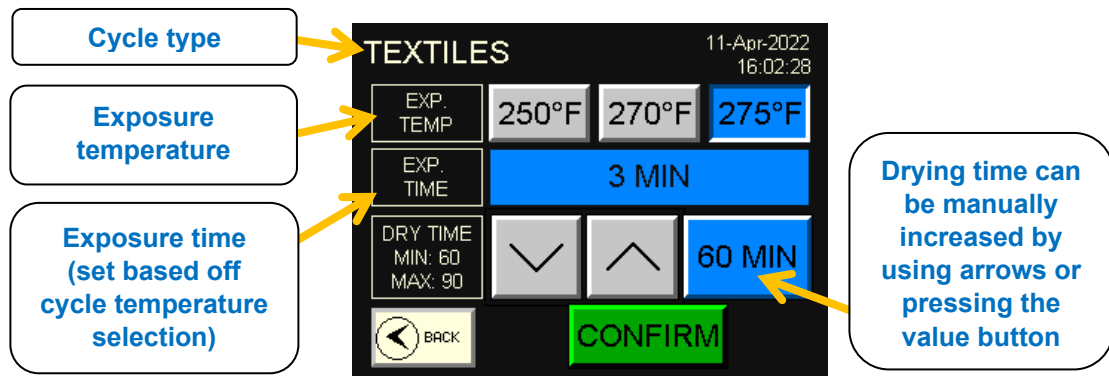 Cycle type
Exposure
temperature
Exposure time
(set based off
cycle temperature
selection)
TEXTILES
11-Apr-2022
16:02:28
EXP.
TEMP
250°F
270°F
275°F
EXP.
TIME
3 MIN
DRY TIME
MIN: 60
MAX: 90
60 MIN
BACK
CONFIRM
Drying time can
be manually
increased by
using arrows or
pressing the
value button